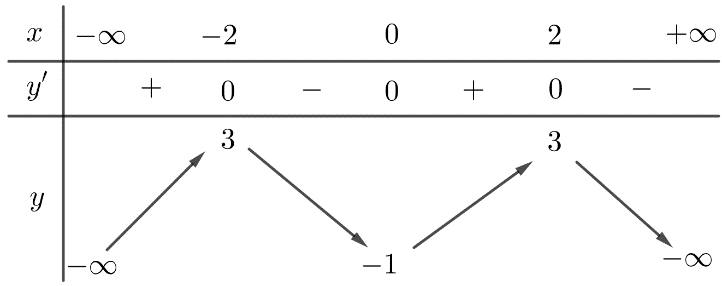 x −∞ −2 0 2 +∞
y′ + 0 − 0 + 0 −
3 3
y
−∞ −1 −∞